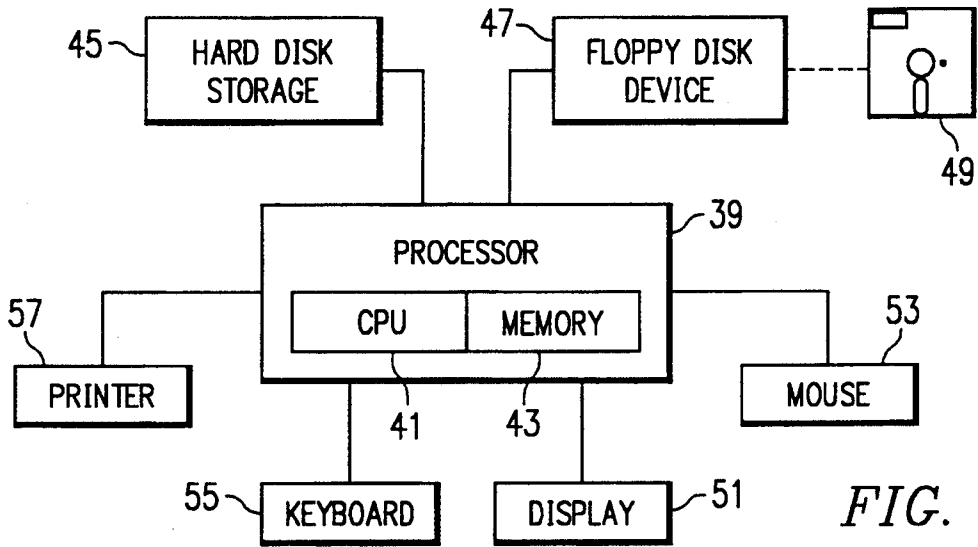 45
HARD DISK
STORAGE
47
FLOPPY DISK
DEVICE
49
39
PROCESSOR
CPU
MEMORY
41
43
57
PRINTER
53
MOUSE
55
KEYBOARD
DISPLAY
51
FIG.